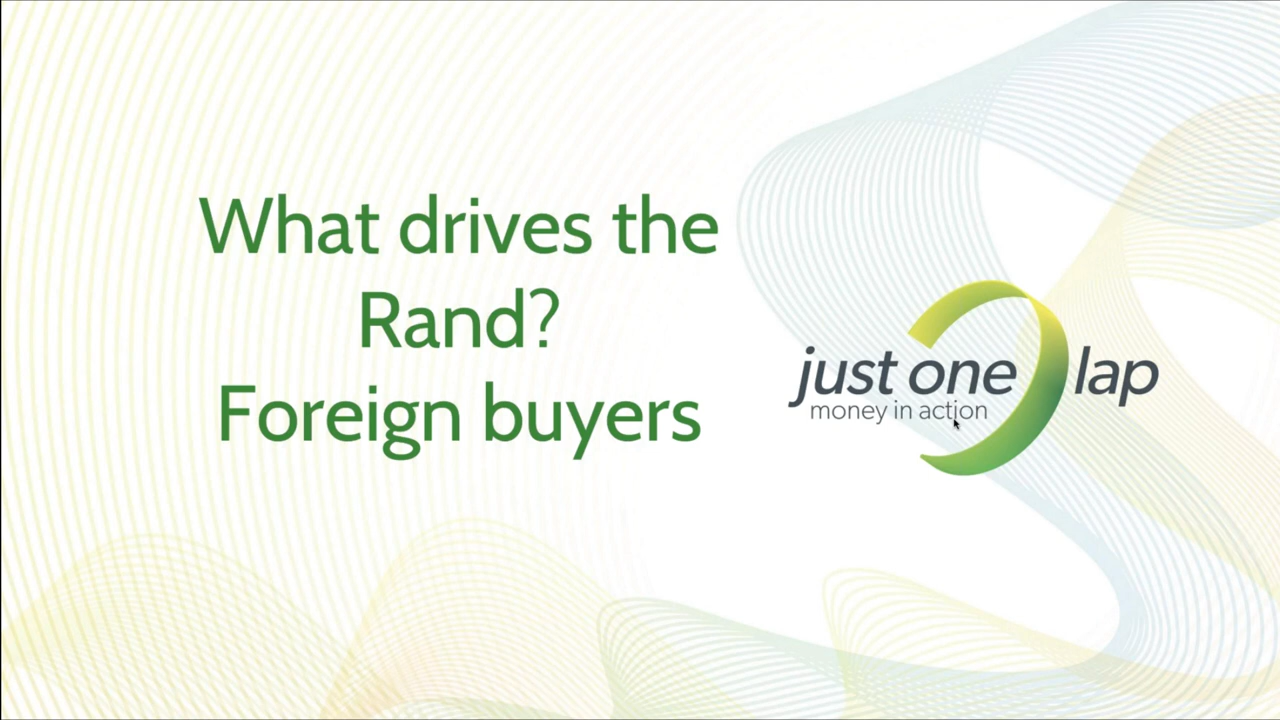 What drives the
Rand?
Foreign buyers
just one lap
money in action